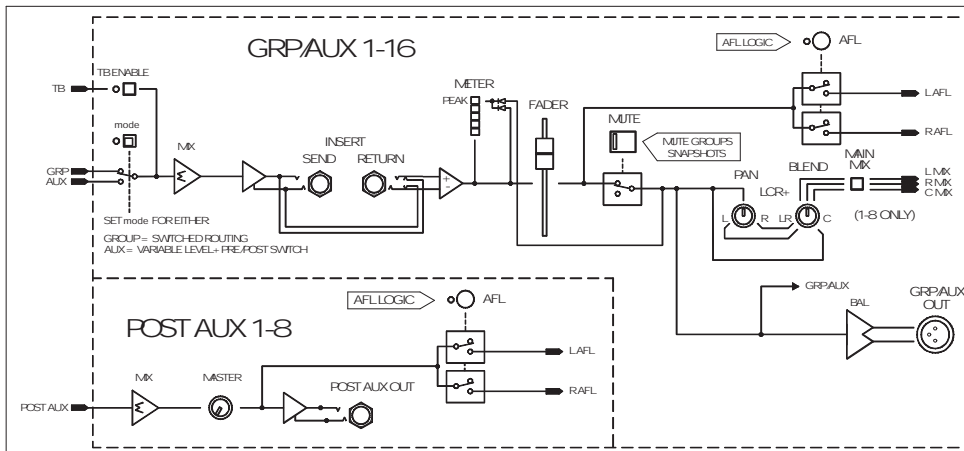 GRP/AUX 1-16
AFL LOGIC
AFL
TB ENABLE
TB
METER
PEAK
FADER
L AFL
mode
MIX
INSERT
SEND
RETURN
MUTE
MUTE GROUPS
SNAPSHOTS
R AFL
GRP
AUX
+
-
PAN
BLEND
LCR+
MAIN
MIX
L MIX
R MIX
C MIX
L
R
LR
C
(1-8 ONLY)
SET mode FOR EITHER
GROUP = SWITCHED ROUTING
AUX = VARIABLE LEVEL + PRE/POST SWITCH
GRP/AUX
BAL
GRP/AUX
OUT
AFL LOGIC
AFL
POST AUX 1-8
L AFL
MIX
MASTER
POST AUX OUT
R AFL
POST AUX